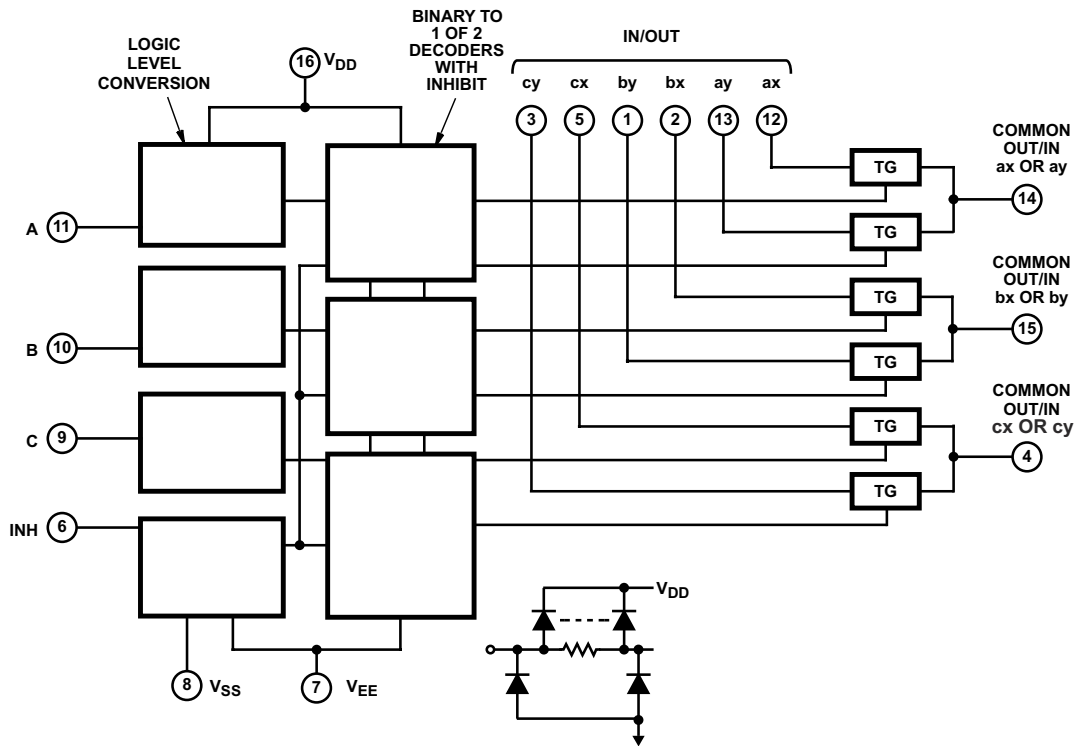 LOGIC
LEVEL
CONVERSION
16 VDD
BINARY TO
1 OF 2
DECODERS
WITH
INHIBIT
IN/OUT
cy cx by bx ay ax
3 5 1 2 13 12
A 11
B 10
C 9
INH 6
8 VSS
7 VEE
TG
TG
TG
TG
TG
TG
COMMON
OUT/IN
ax OR ay
14
COMMON
OUT/IN
bx OR by
15
COMMON
OUT/IN
cx OR cy
4
VDD